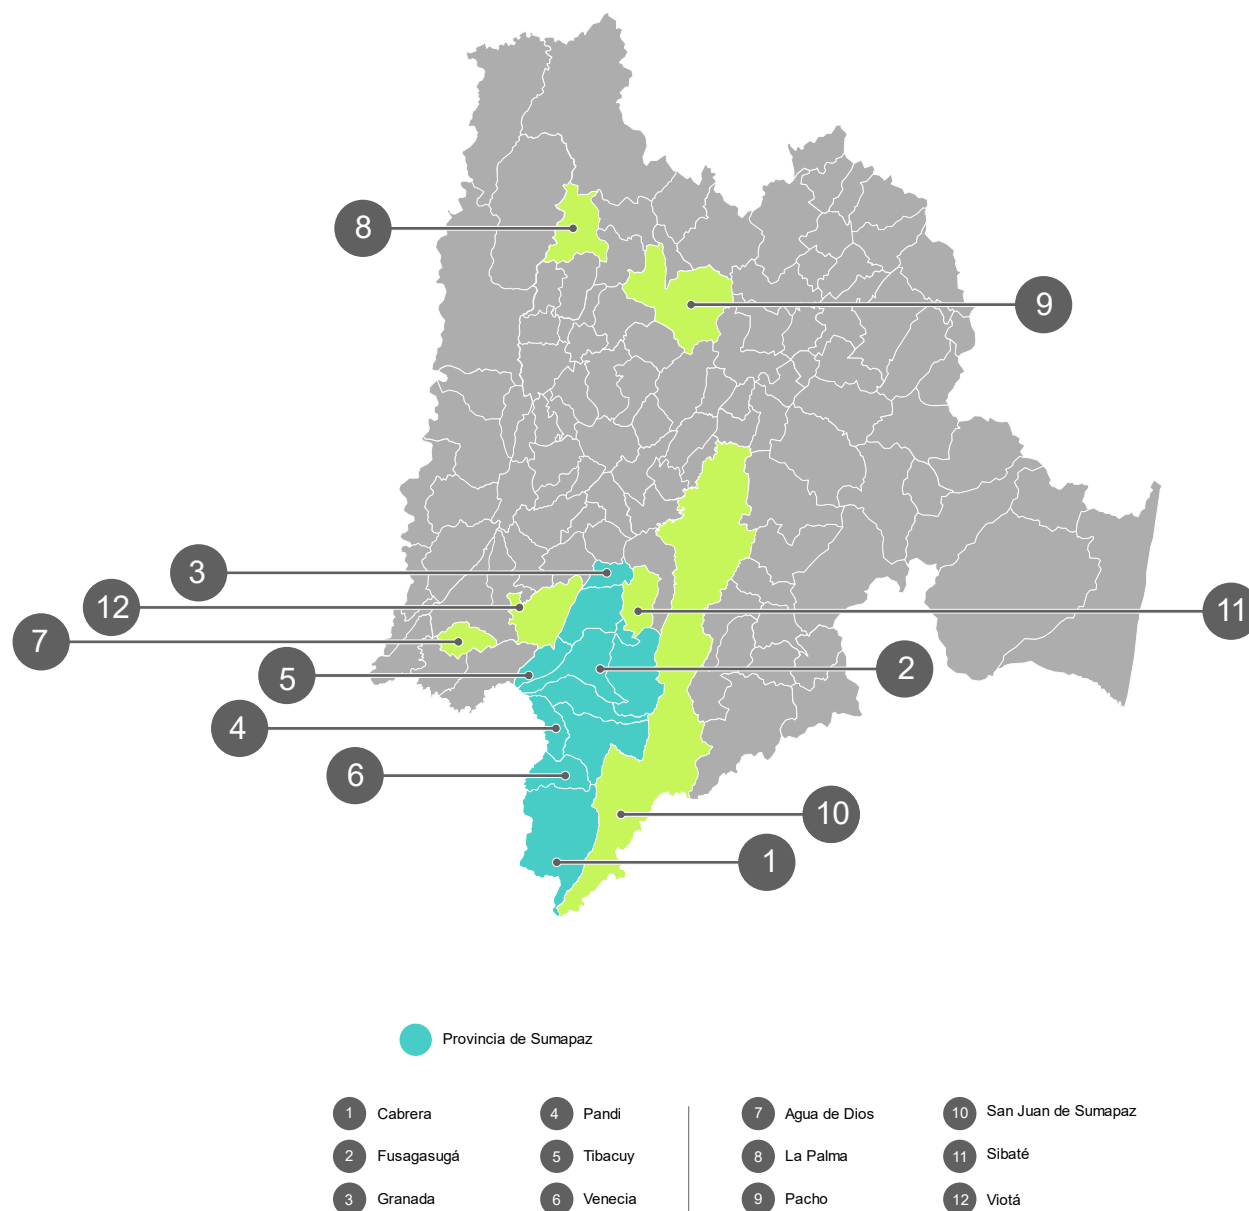 8
9
3
12
11
7
5
2
4
6
10
1
Provincia de Sumapaz
1 Cabrera
4 Pandi
7 Agua de Dios
10 San Juan de Sumapaz
2 Fusagasugá
5 Tibacuy
8 La Palma
11 Sibaté
3 Granada
6 Venecia
9 Pacho
12 Viotá